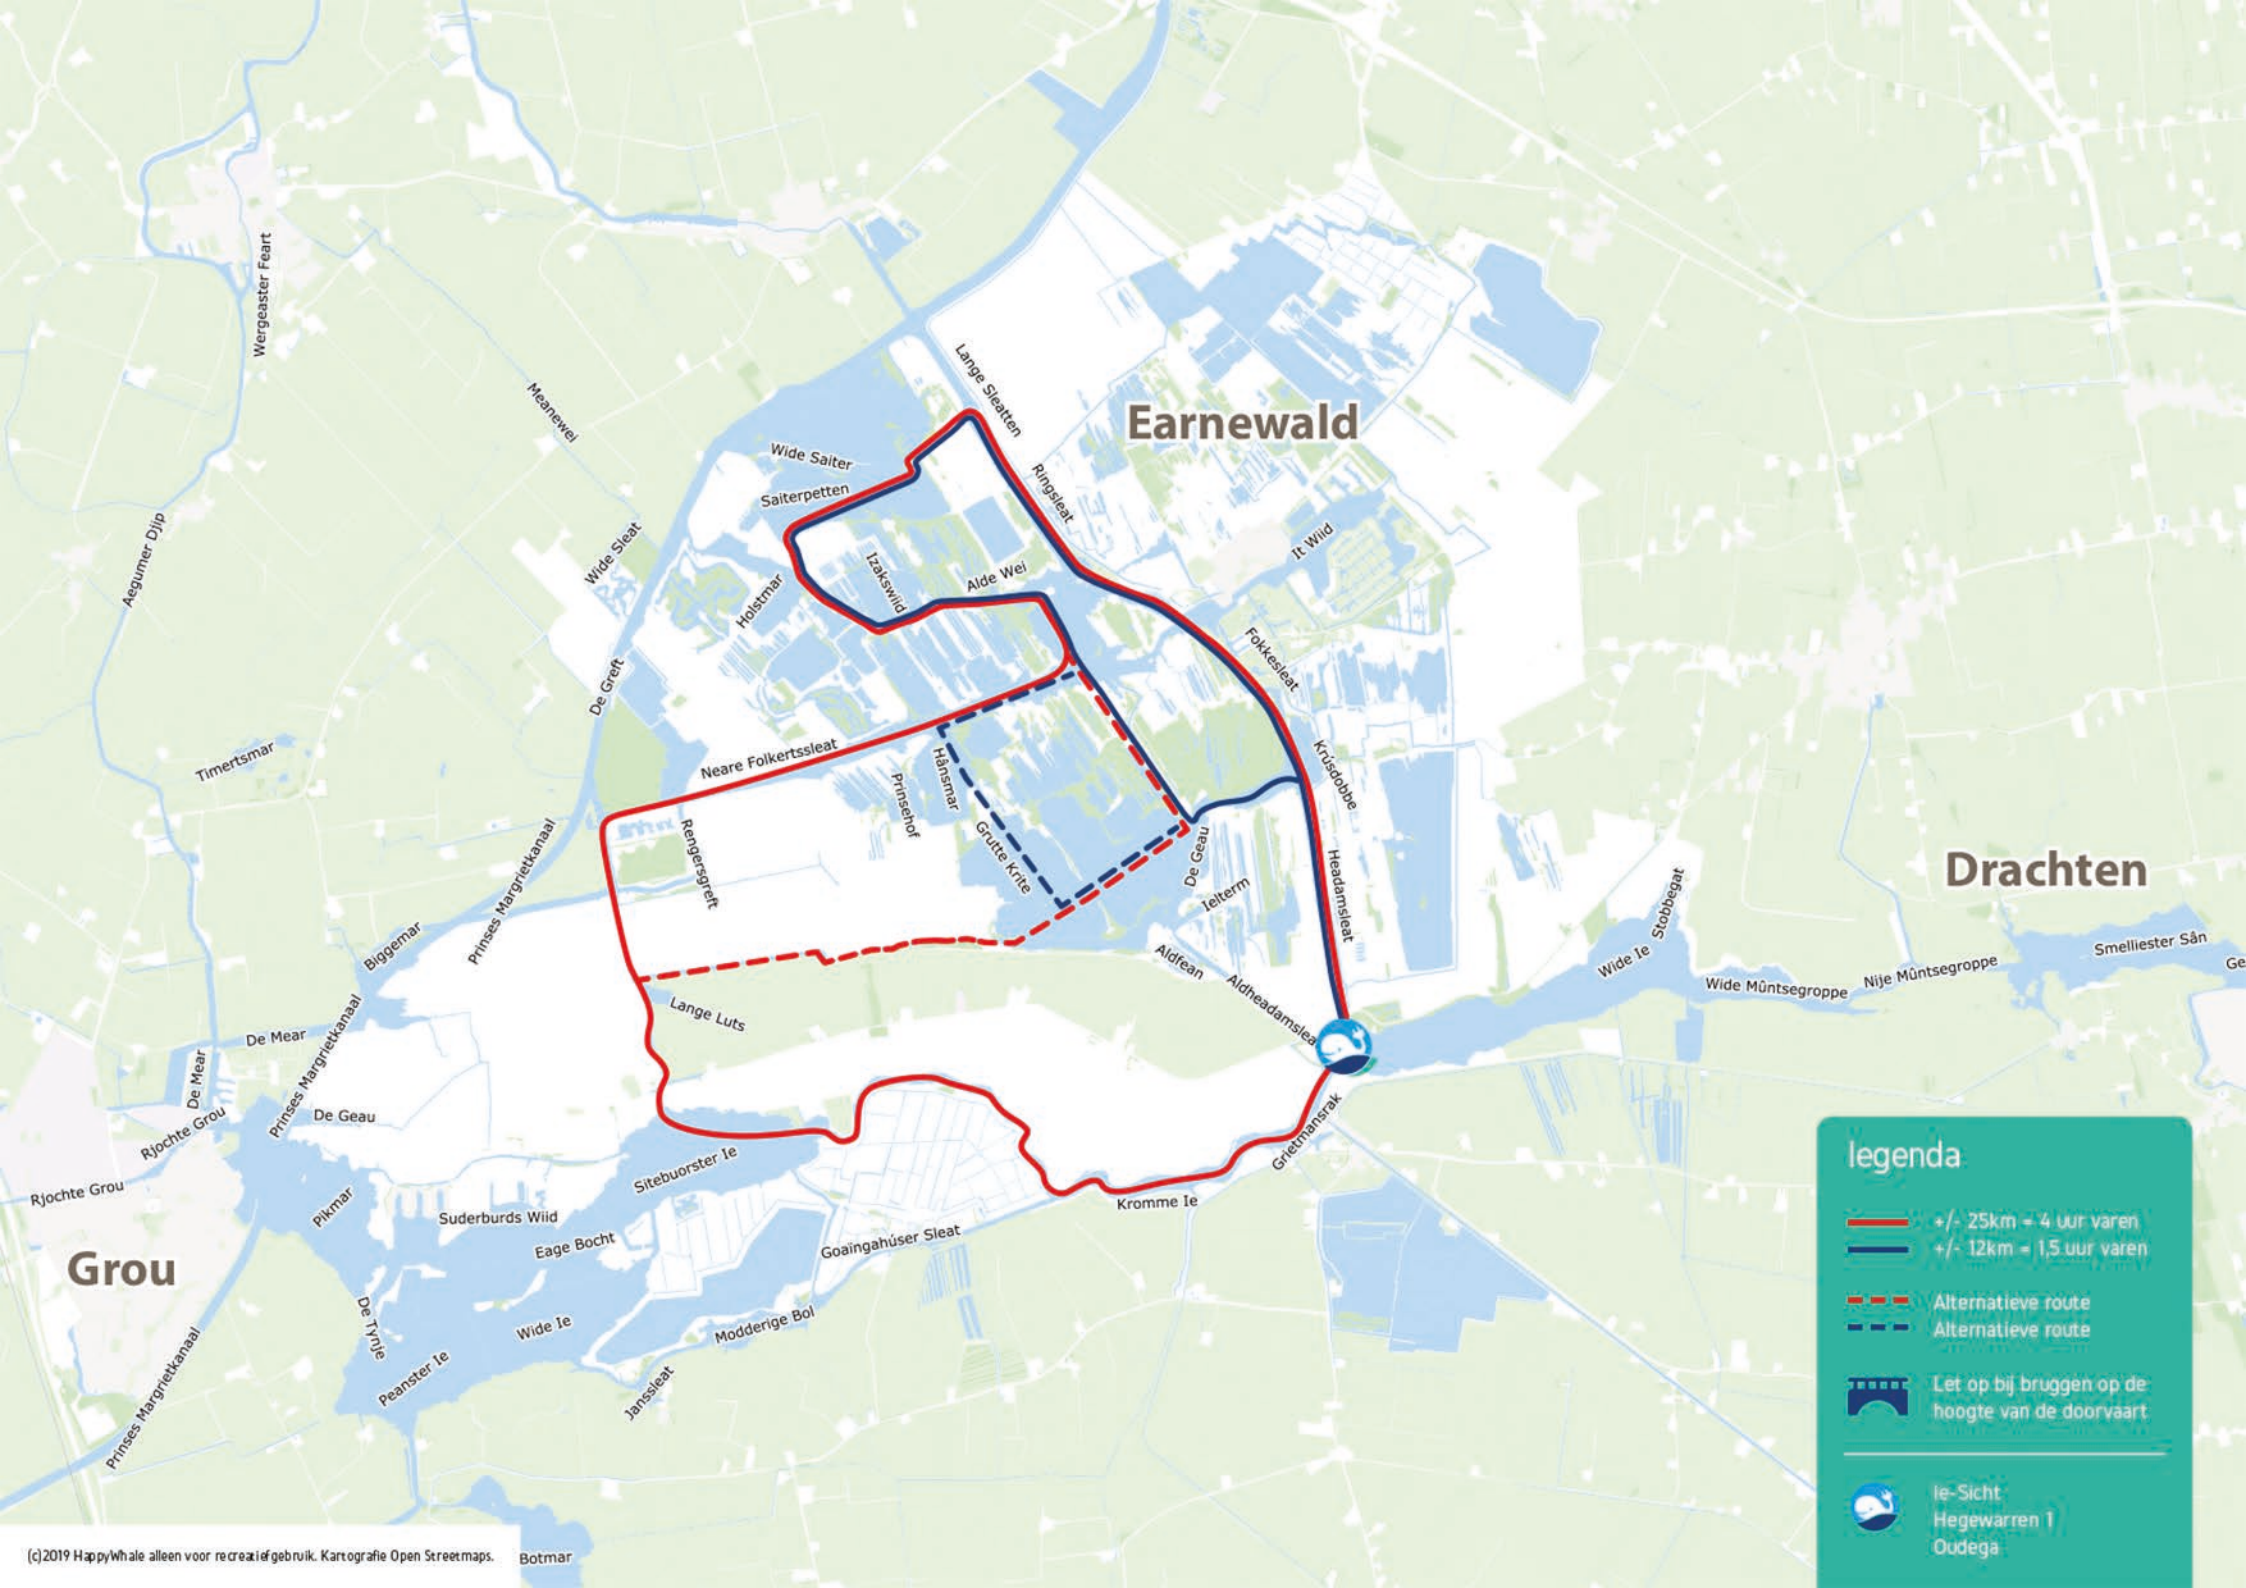 Wergeaster Feart
Lange Sleatten
Meanewei
Earnewald
Wide Saiter
Saiterpetten
Ringsleat
Aegumer Djip
Wide Sleat
It Wiid
Izakswiid
Alde Wei
Holstmar
Fokkesleat
De Greft
Timertsmar
Neare Folkertssleat
Hânsmar
Prinsehof
Krúsdobbe
Prinses Margrietkanaal
Rengersgreft
Grutte Krite
De Geau
Ielterm
Headamsleat
Drachten
Biggemar
Aldfean
Aldheadamslea
Stobbegat
Wide Ie
Smelliester Sân
Ge
Wide Mûntsegroppe
Nije Mûntsegroppe
Lange Luts
De Mear
Prinses Margrietkanaal
De Mear
De Geau
Rjochte Grou
Rjochte Grou
Grietmansrak
Sitebuorster Ie
Pikmar
Suderburds Wiid
Kromme Ie
Eage Bocht
Goaïngahúser Sleat
Grou
De Tynje
Wide Ie
Modderige Bol
Peanster Ie
Janssleat
Prinses Margrietkanaal
Botmar
legenda
+/- 25km = 4 uur varen
+/- 12km = 1,5 uur varen
Alternatieve route
Alternatieve route
Let op bij bruggen op de
hoogte van de doorvaart
Ie-Sicht
Hegewarren 1
Oudega
(c)2019 HappyWhale alleen voor recreatief gebruik. Kartografie Open Streetmaps.